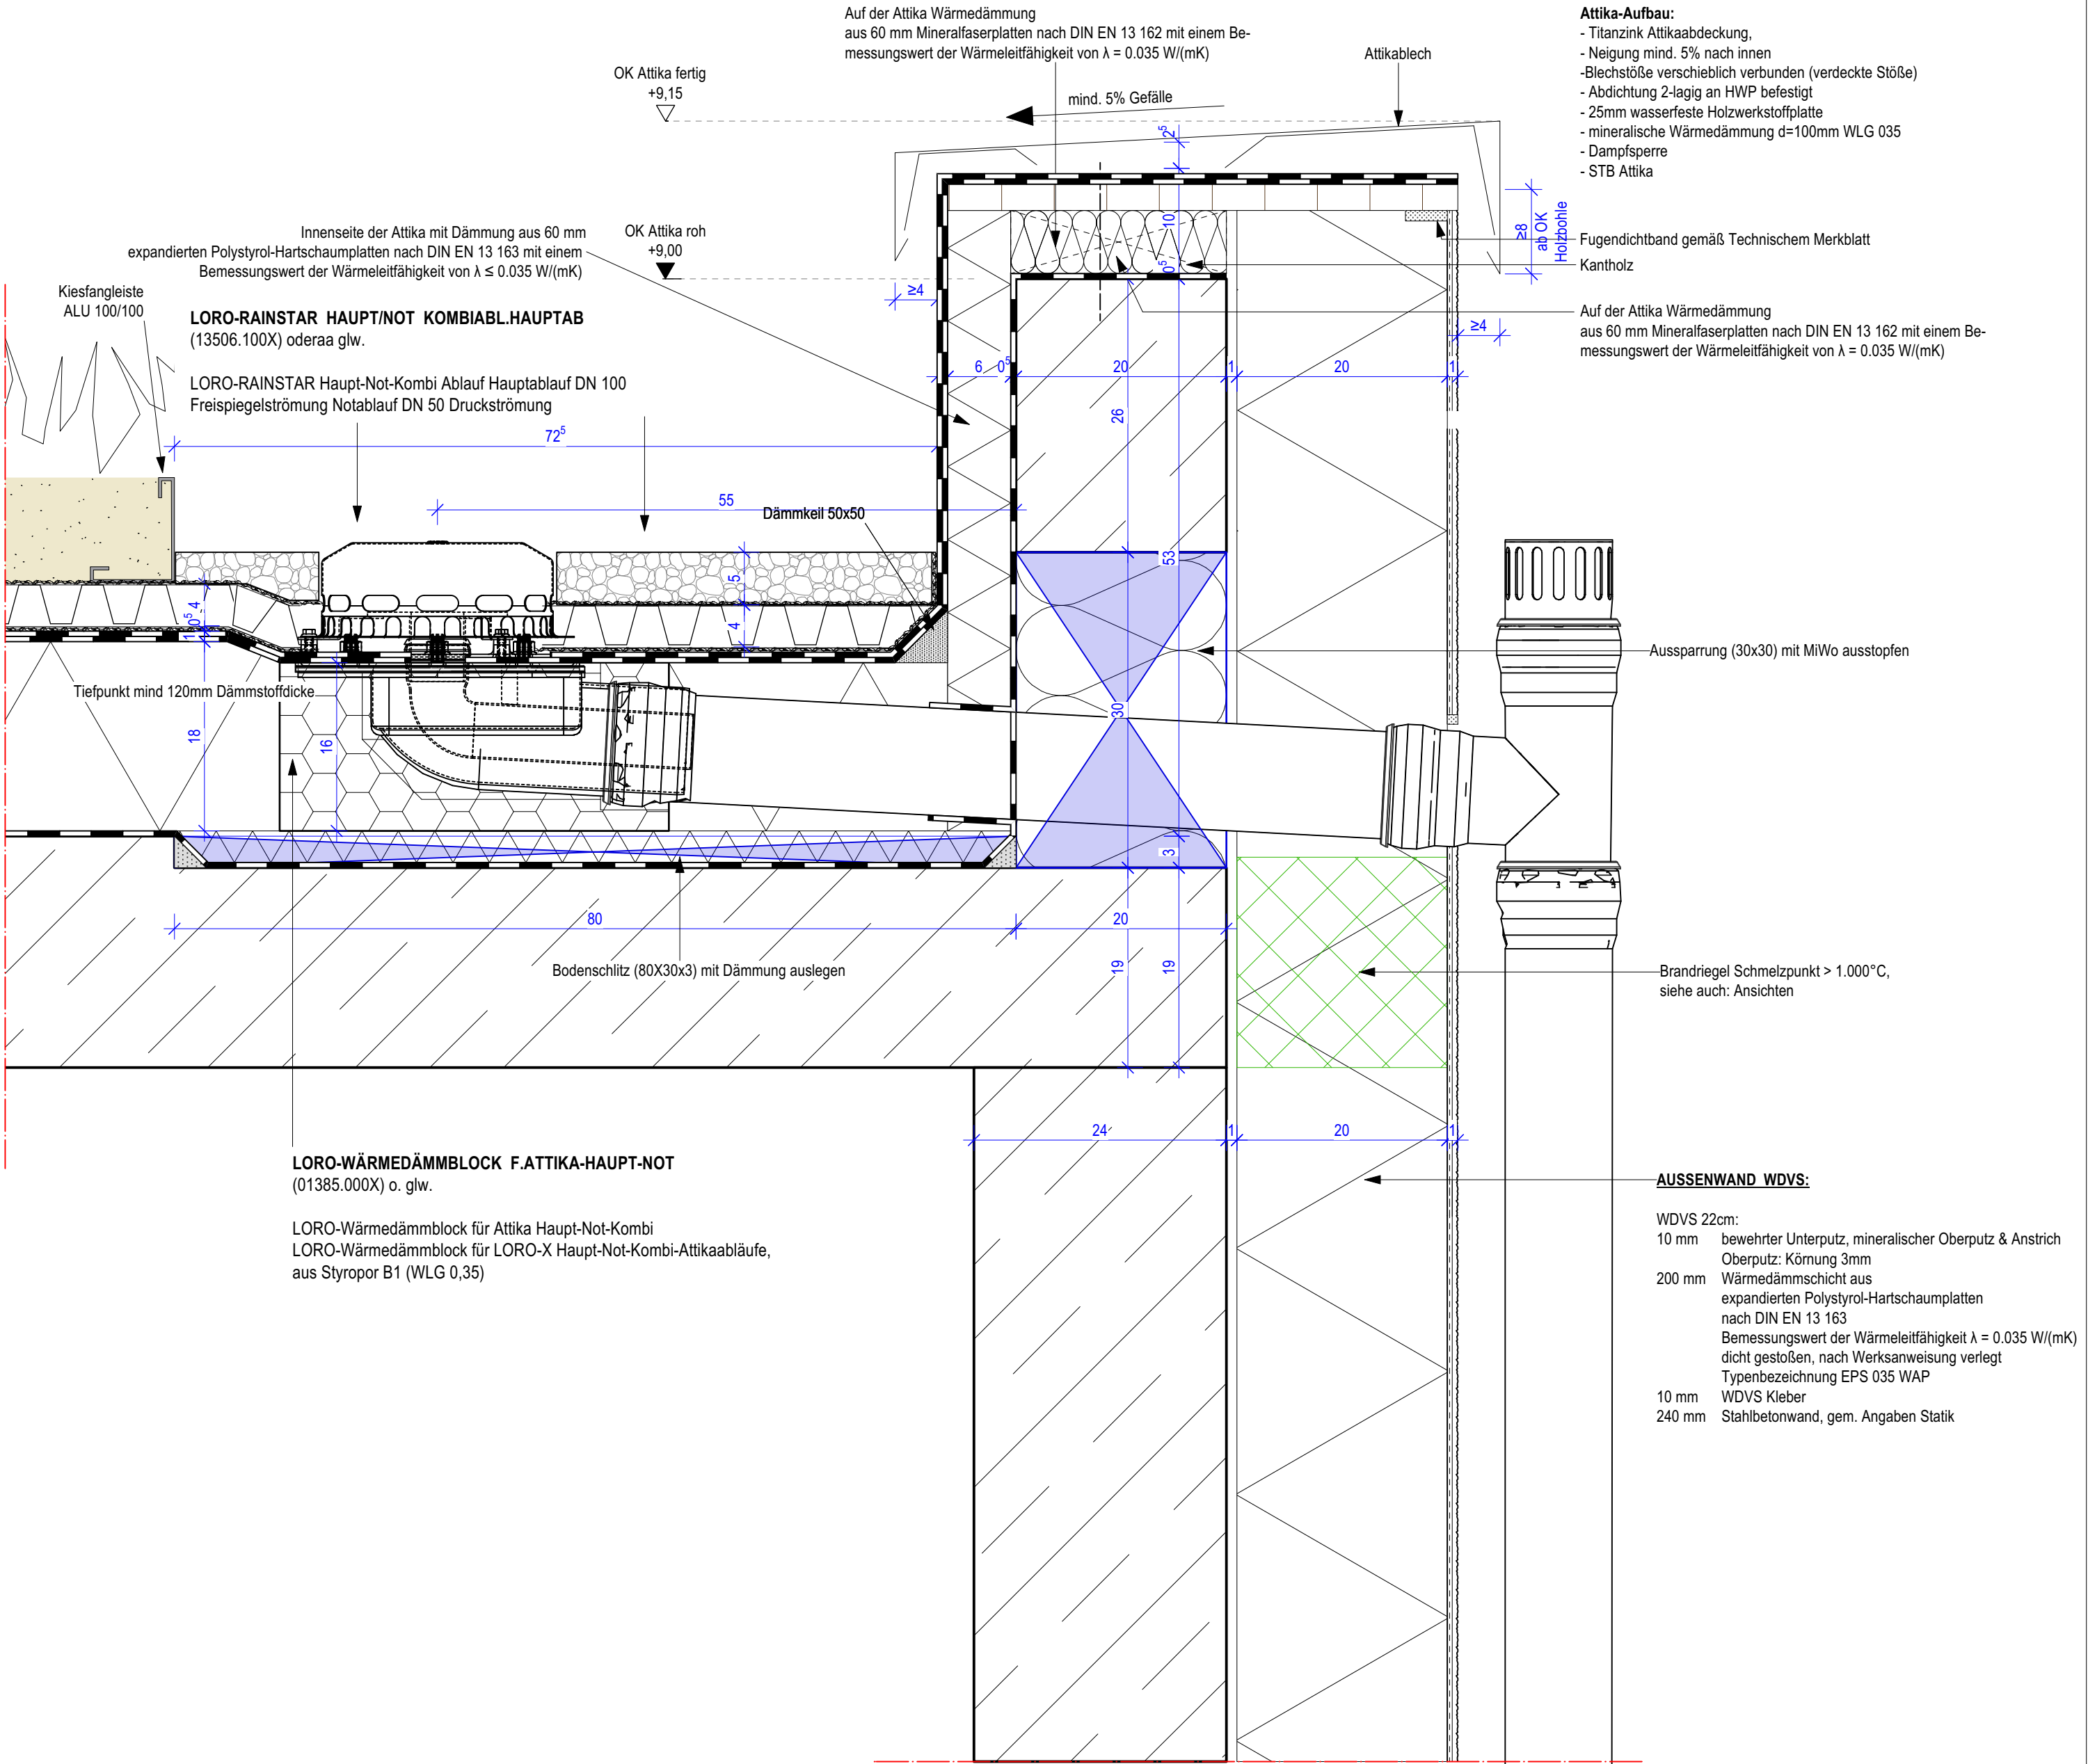 Auf der Attika Wärmedämmung
aus 60 mm Mineralfaserplatten nach DIN EN 13 162 mit einem Be-
messungswert der Wärmeleitfähigkeit von λ = 0.035 W/(mK)
Attikablech
Attika-Aufbau:
- Titanzink Attikaabdeckung,
- Neigung mind. 5% nach innen
-Blechstöße verschieblich verbunden (verdeckte Stöße)
- Abdichtung 2-lagig an HWP befestigt
- 25mm wasserfeste Holzwerkstoffplatte
- mineralische Wärmedämmung d=100mm WLG 035
- Dampfsperre
- STB Attika
OK Attika fertig
+9,15
mind. 5% Gefälle
2⁵
Innenseite der Attika mit Dämmung aus 60 mm
expandierten Polystyrol-Hartschaumplatten nach DIN EN 13 163 mit einem
Bemessungswert der Wärmeleitfähigkeit von λ ≤ 0.035 W/(mK)
OK Attika roh
+9,00
10
0⁵
≥8
ab OK
Holzbohle
Fugendichtband gemäß Technischem Merkblatt
Kantholz
≥4
≥4
Auf der Attika Wärmedämmung
aus 60 mm Mineralfaserplatten nach DIN EN 13 162 mit einem Be-
messungswert der Wärmeleitfähigkeit von λ = 0.035 W/(mK)
Kiesfangleiste
ALU 100/100
LORO-RAINSTAR HAUPT/NOT KOMBIABL.HAUPTAB
(13506.100X) oderaa glw.
LORO-RAINSTAR Haupt-Not-Kombi Ablauf Hauptablauf DN 100
Freispiegelströmung Notablauf DN 50 Druckströmung
6 0⁵ 20 1 20 1
26
72⁵
55
Dämmkeil 50x50
53
5
4
4
0⁵
1
Aussparung (30x30) mit MiWo ausstopfen
Tiefpunkt mind 120mm Dämmstoffdicke
18
16
30
3
80 20
19 19
Bodenschlitz (80X30x3) mit Dämmung auslegen
Brandriegel Schmelzpunkt > 1.000°C,
siehe auch: Ansichten
24 1 20 1
LORO-WÄRMEDÄMMBLOCK F.ATTIKA-HAUPT-NOT
(01385.000X) o. glw.
LORO-Wärmedämmblock für Attika Haupt-Not-Kombi
LORO-Wärmedämmblock für LORO-X Haupt-Not-Kombi-Attikaabläufe,
aus Styropor B1 (WLG 0,35)
AUSSENWAND WDVS:
WDVS 22cm:
10 mm bewehrter Unterputz, mineralischer Oberputz & Anstrich
Oberputz: Körnung 3mm
200 mm Wärmedämmschicht aus
expandierten Polystyrol-Hartschaumplatten
nach DIN EN 13 163
Bemessungswert der Wärmeleitfähigkeit λ = 0.035 W/(mK)
dicht gestoßen, nach Werksanweisung verlegt
Typenbezeichnung EPS 035 WAP
10 mm WDVS Kleber
240 mm Stahlbetonwand, gem. Angaben Statik